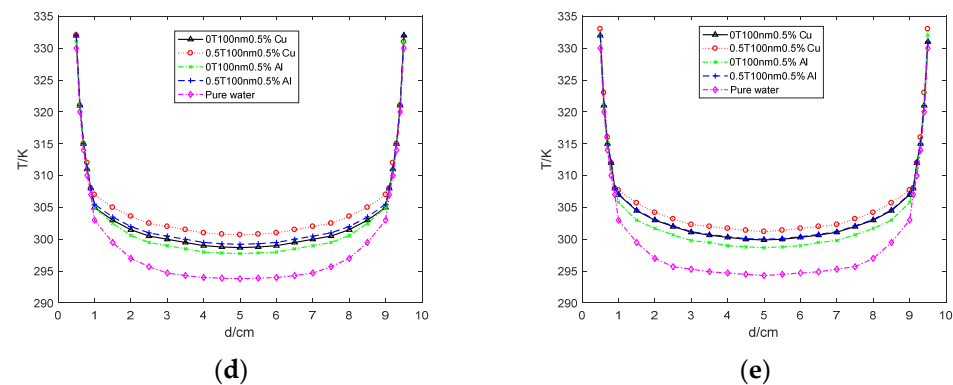 335
330
325
320
315
310
305
300
295
290
T/K
0 1 2 3 4 5 6 7 8 9 10
d/cm
0T100nm0.5% Cu
0.5T100nm0.5% Cu
0T100nm0.5% Al
0.5T100nm0.5% Al
Pure water
(d)
335
330
325
320
315
310
305
300
295
290
T/K
0 1 2 3 4 5 6 7 8 9 10
d/cm
0T100nm0.5% Cu
0.5T100nm0.5% Cu
0T100nm0.5% Al
0.5T100nm0.5% Al
Pure water
(e)